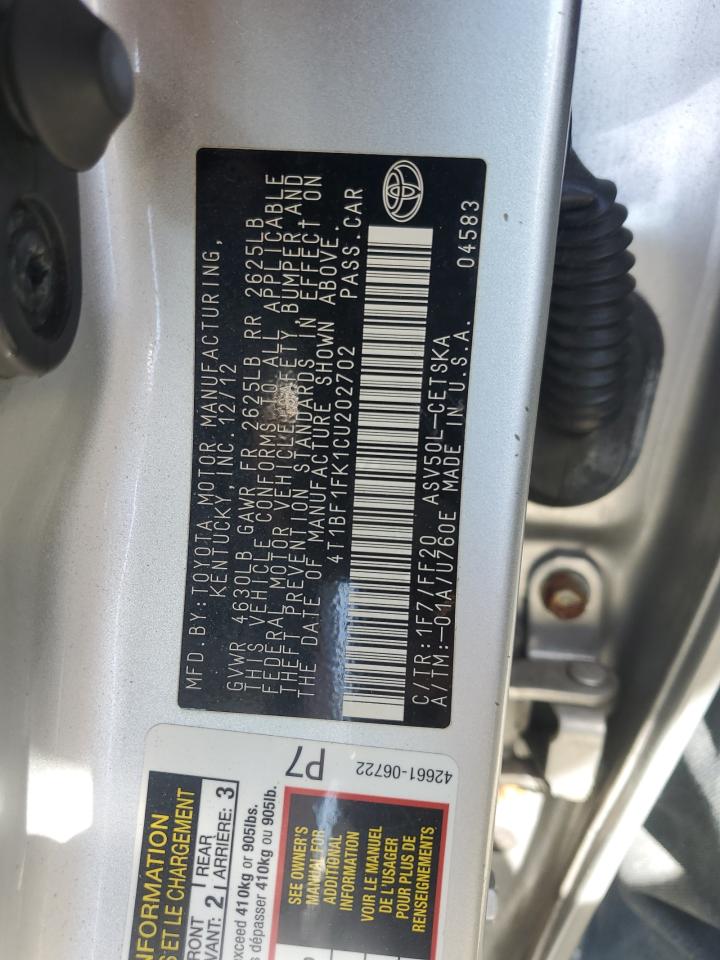 MFD.BY:TOYOTA MOTOR MANUFACTURING,
KENTUCKY, INC. 12/12
GVWR 4630LB GAWR FR 2625LB RR 2625LB
THIS VEHICLE CONFORMS TO ALL APPLICABLE
FEDERAL MOTOR VEHICLE SAFETY, BUMPER AND
THEFT PREVENTION STANDARDS IN EFFECT ON
THE DATE OF MANUFACTURE SHOWN ABOVE.
4T1BF1FK1CU202702 PASS.CAR
C/TR:1F7/FF20 ASV50L-CETSKA 04583
A/TM:-01A/U760E MADE IN U.S.A.
P7
42661-06722
NFORMATION
S ET LE CHARGEMENT
FRONT REAR
AVANT: 2 ARRIÈRE: 3
exceed 410kg or 905lbs.
s dépasser 410kg ou 905lb.
SEE OWNER'S
MANUAL FOR
ADDITIONAL
INFORMATION
VOIR LE MANUEL
DE L'USAGER
POUR PLUS DE
RENSEIGNEMENTS